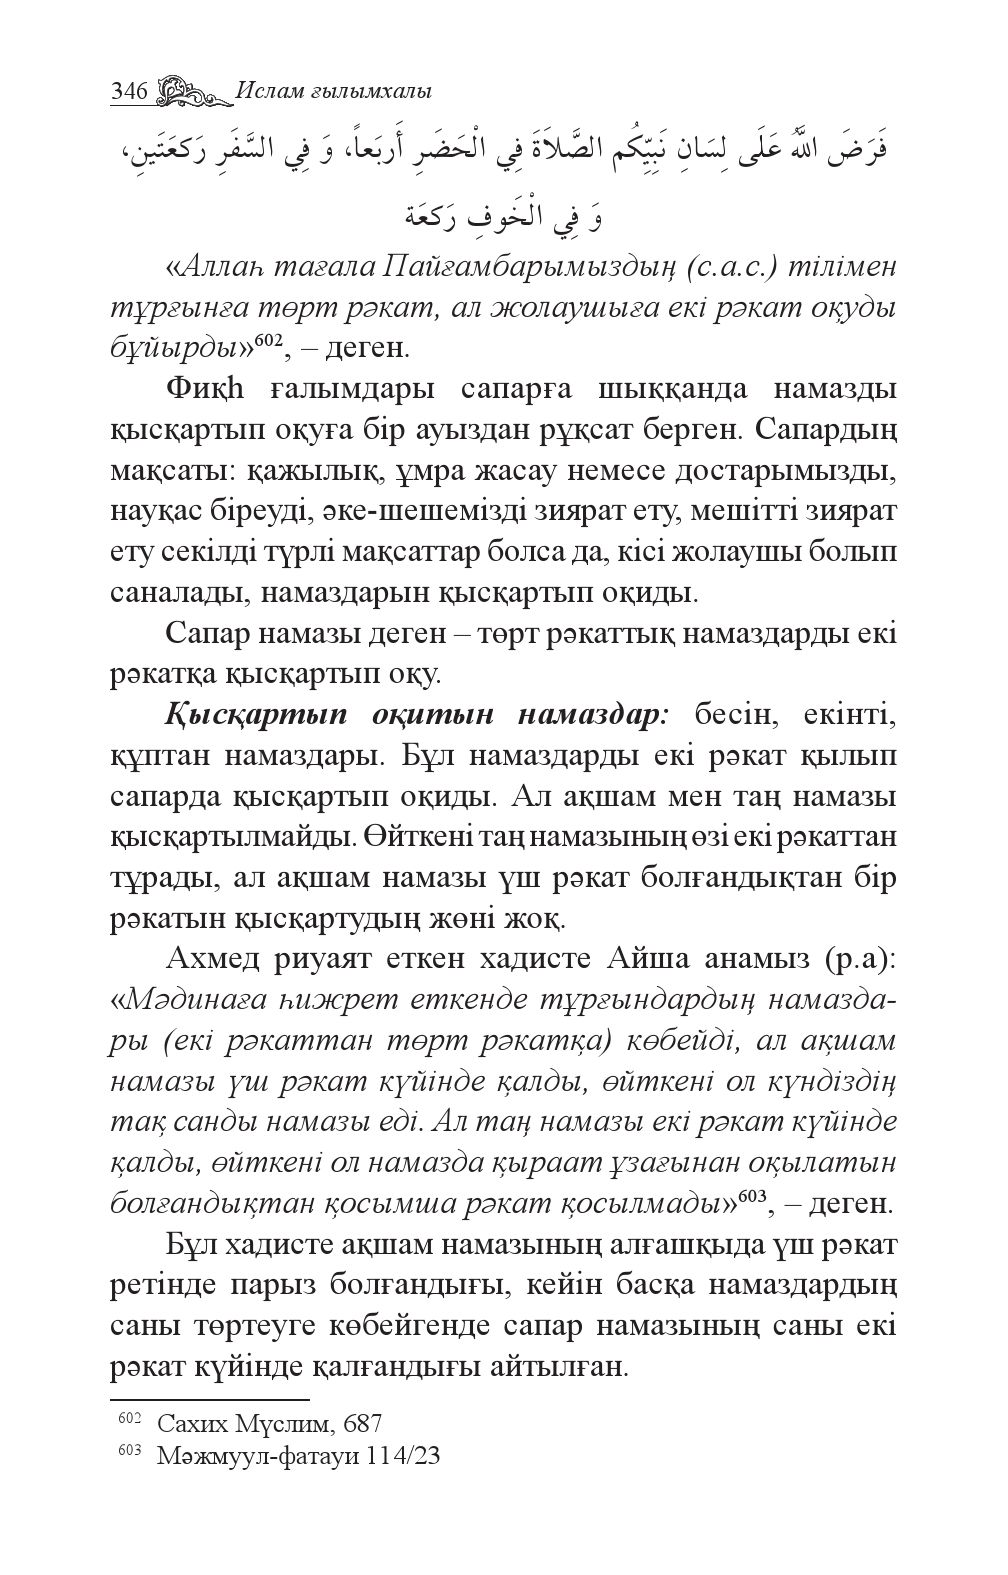 346 Ислам ғылымхалы
فَرَضَ اللَّهُ عَلَى لِسَانِ نَبِيِّكُم الصَّلاَةَ فِي الْحَضَرِ أَربَعاً، وَ فِي السَّفَرِ رَكعَتَينِ،
وَ فِي الْخَوفِ رَكعَة
«Аллаһ тағала Пайғамбарымыздың (с.а.с.) тілімен
тұрғынға төрт рәкат, ал жолаушыға екі рәкат оқуды
бұйырды»⁶⁰², – деген.
Фиқһ ғалымдары сапарға шыққанда намазды
қысқартып оқуға бір ауыздан рұқсат берген. Сапардың
мақсаты: қажылық, ұмра жасау немесе достарымызды,
науқас біреуді, әке-шешемізді зиярат ету, мешітті зиярат
ету секілді түрлі мақсаттар болса да, кісі жолаушы болып
саналады, намаздарын қысқартып оқиды.
Сапар намазы деген – төрт рәкаттық намаздарды екі
рәкатқа қысқартып оқу.
Қысқартып оқитын намаздар: бесін, екінті,
құптан намаздары. Бұл намаздарды екі рәкат қылып
сапарда қысқартып оқиды. Ал ақшам мен таң намазы
қысқартылмайды. Өйткені таң намазының өзі екі рәкаттан
тұрады, ал ақшам намазы үш рәкат болғандықтан бір
рәкатын қысқартудың жөні жоқ.
Ахмед риуаят еткен хадисте Айша анамыз (р.а):
«Мәдинаға һижрет еткенде тұрғындардың намазда-
ры (екі рәкаттан төрт рәкатқа) көбейді, ал ақшам
намазы үш рәкат күйінде қалды, өйткені ол күндіздің
тақ санды намазы еді. Ал таң намазы екі рәкат күйінде
қалды, өйткені ол намазда қыраат ұзағынан оқылатын
болғандықтан қосымша рәкат қосылмады»⁶⁰³, – деген.
Бұл хадисте ақшам намазының алғашқыда үш рәкат
ретінде парыз болғандығы, кейін басқа намаздардың
саны төртеуге көбейгенде сапар намазының саны екі
рәкат күйінде қалғандығы айтылған.
⁶⁰² Сахих Мүслим, 687
⁶⁰³ Мәжмуул-фатауи 114/23